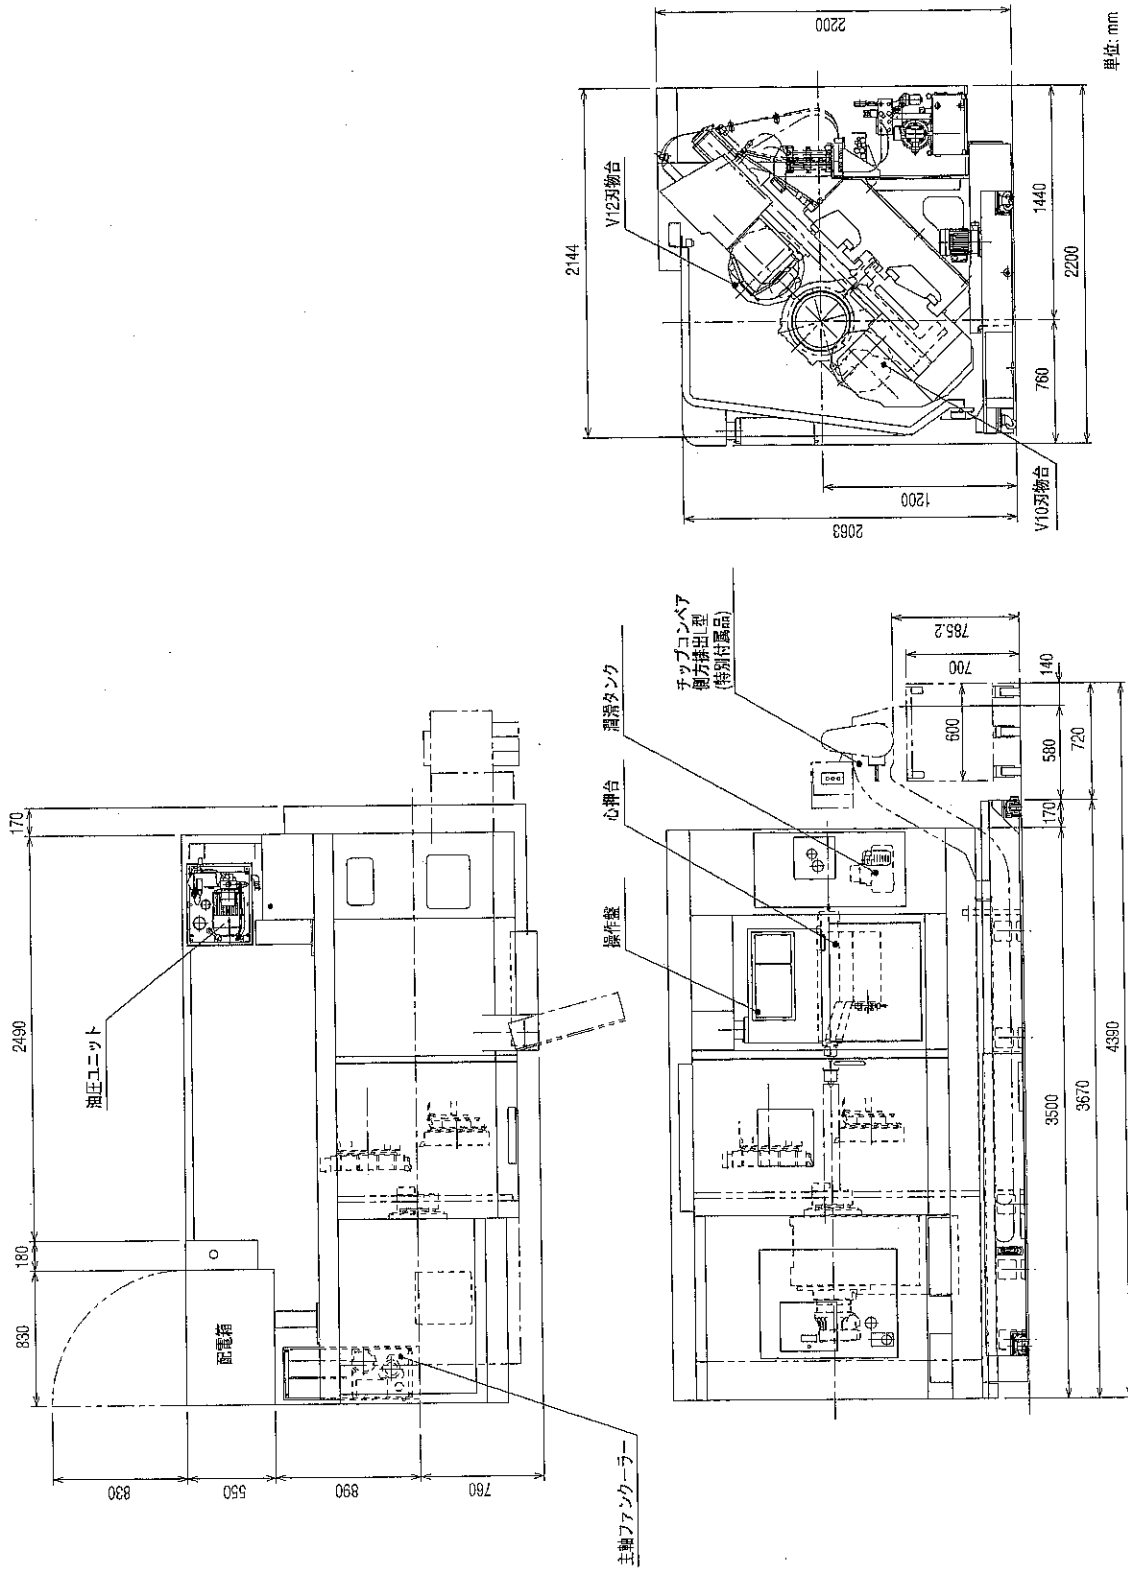 830
180
2490
170
油圧ユニット
配電箱
830
550
890
760
主軸ファンクーラー
操作盤
心押台
潤滑タンク
チップコンベア
側方排出L型
(特別付属品)
785.2
700
600
140
580
720
170
3500
3670
4390
2144
V12刃物台
2200
2063
1200
V10刃物台
760
1440
2200
単位: mm